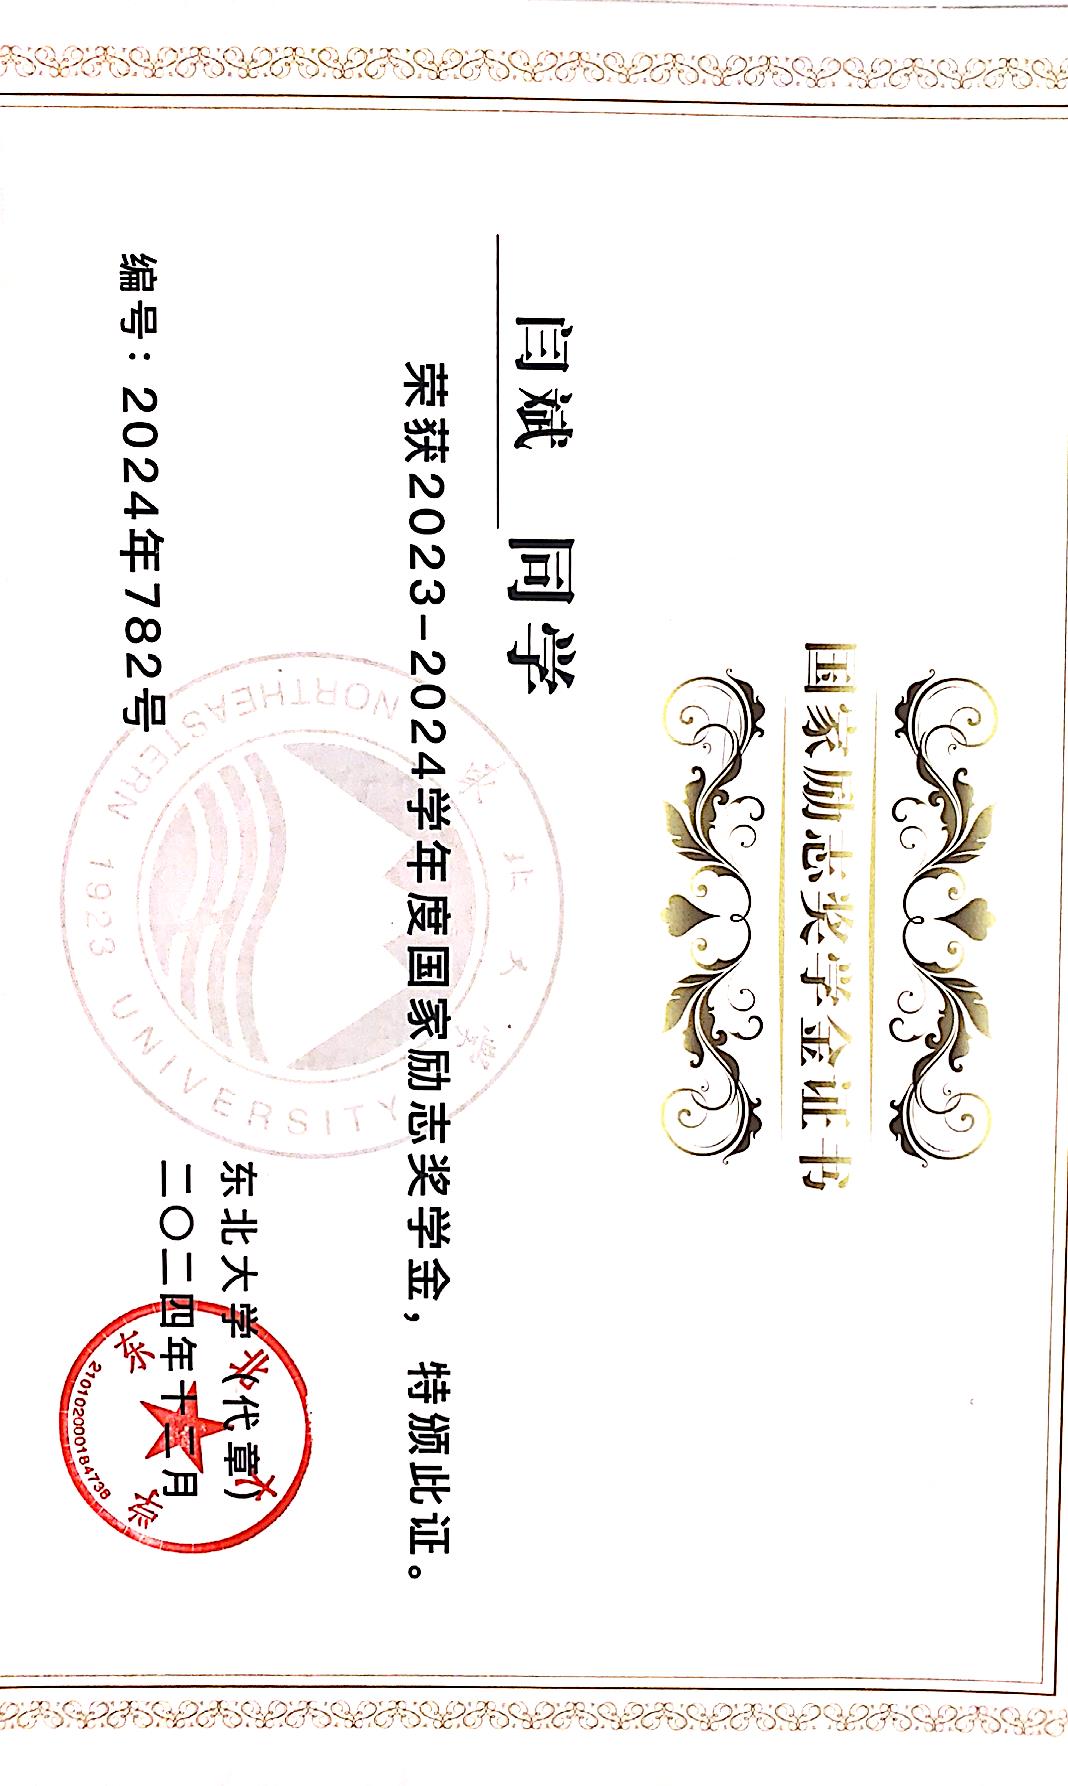 国家励志奖学金证书
闫斌 同学
东北大学
荣获2023-2024学年度国家励志奖学金，特颁此证。
NORTHEASTERN UNIVERSITY
1923
东北大学（代章）
二〇二四年十二月
编号：2024年782号
东北大学
210102000184738